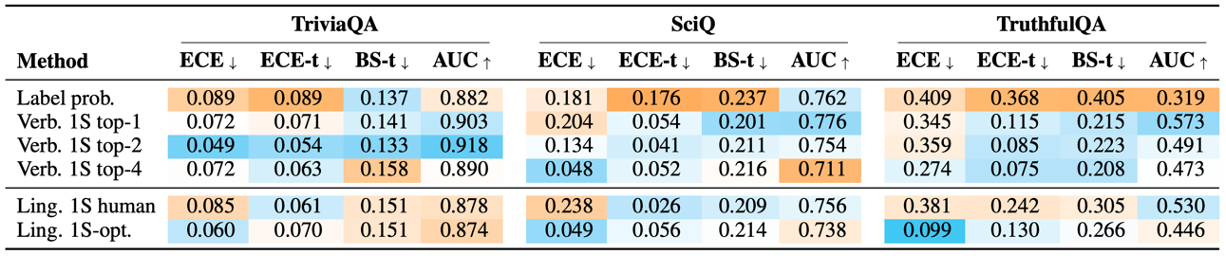 TriviaQA SciQ TruthfulQA
Method ECE ↓ ECE-t ↓ BS-t ↓ AUC ↑ ECE ↓ ECE-t ↓ BS-t ↓ AUC ↑ ECE ↓ ECE-t ↓ BS-t ↓ AUC ↑
Label prob. 0.089 0.089 0.137 0.882 0.181 0.176 0.237 0.762 0.409 0.368 0.405 0.319
Verb. 1S top-1 0.072 0.071 0.141 0.903 0.204 0.054 0.201 0.776 0.345 0.115 0.215 0.573
Verb. 1S top-2 0.049 0.054 0.133 0.918 0.134 0.041 0.211 0.754 0.359 0.085 0.223 0.491
Verb. 1S top-4 0.072 0.063 0.158 0.890 0.048 0.052 0.216 0.711 0.274 0.075 0.208 0.473
Ling. 1S human 0.085 0.061 0.151 0.878 0.238 0.026 0.209 0.756 0.381 0.242 0.305 0.530
Ling. 1S-opt. 0.060 0.070 0.151 0.874 0.049 0.056 0.214 0.738 0.099 0.130 0.266 0.446